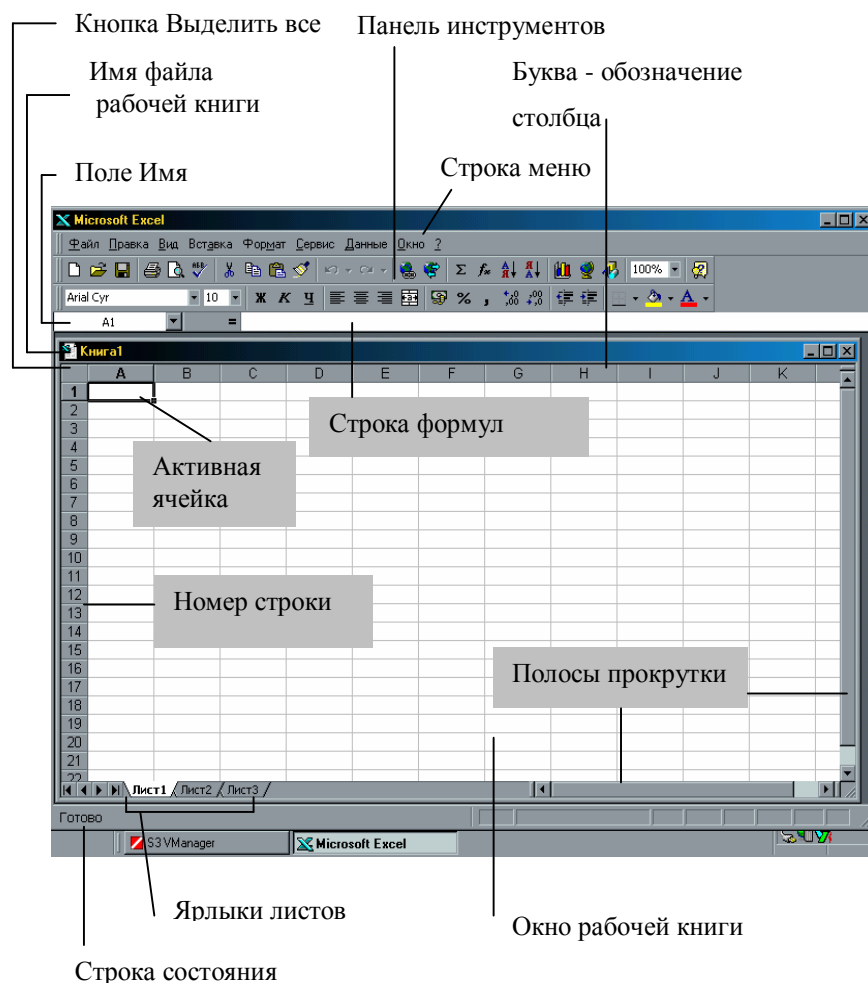 Кнопка Выделить все
Панель инструментов
Имя файла
рабочей книги
Буква - обозначение
столбца
Поле Имя
Строка меню
Microsoft Excel
Файл Правка Вид Вставка Формат Сервис Данные Окно ?
100%
Arial Cyr 10 Ж К Ч % ,
A1 =
Книга1
A B C D E F G H I J K
1
2
3
4
5
6
7
8
9
10
11
12
13
14
15
16
17
18
19
20
21
22
Строка формул
Активная
ячейка
Номер строки
Полосы прокрутки
Лист1 Лист2 Лист3
Готово
S3 VManager Microsoft Excel
Ярлыки листов
Окно рабочей книги
Строка состояния